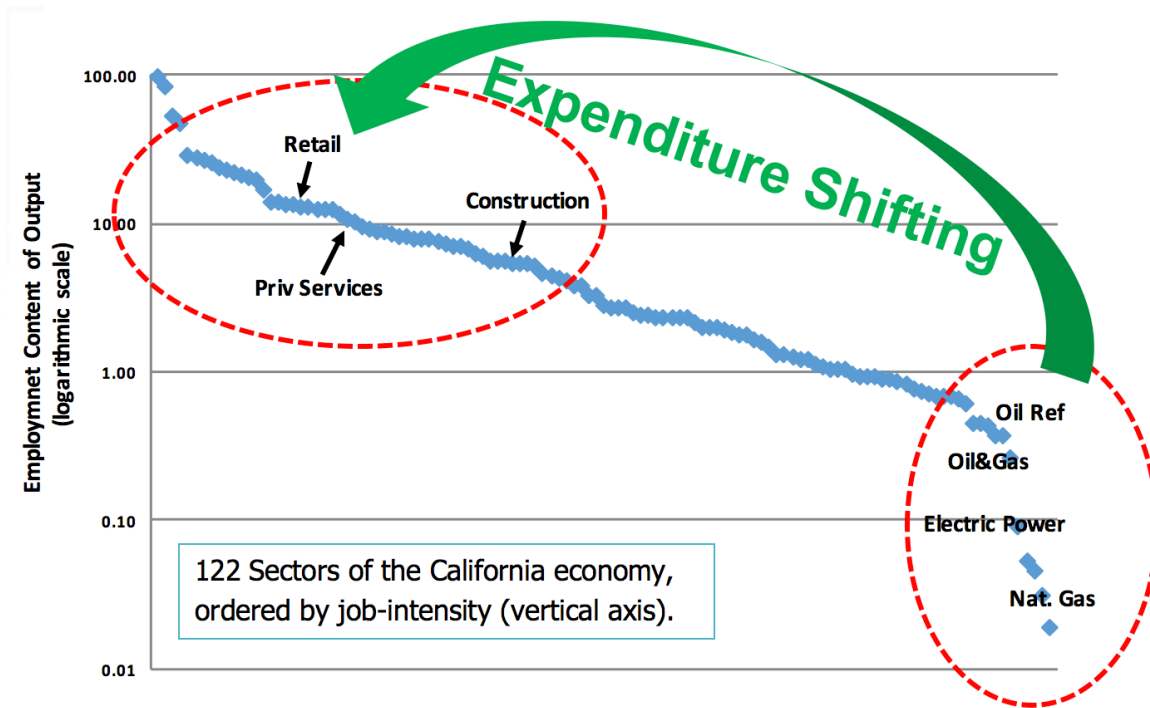 Expenditure Shifting
100.00
Retail
Construction
10.00
Priv Services
Employmnet Content of Output
(logarithmic scale)
1.00
Oil Ref
Oil&Gas
0.10
Electric Power
122 Sectors of the California economy,
ordered by job-intensity (vertical axis).
Nat. Gas
0.01